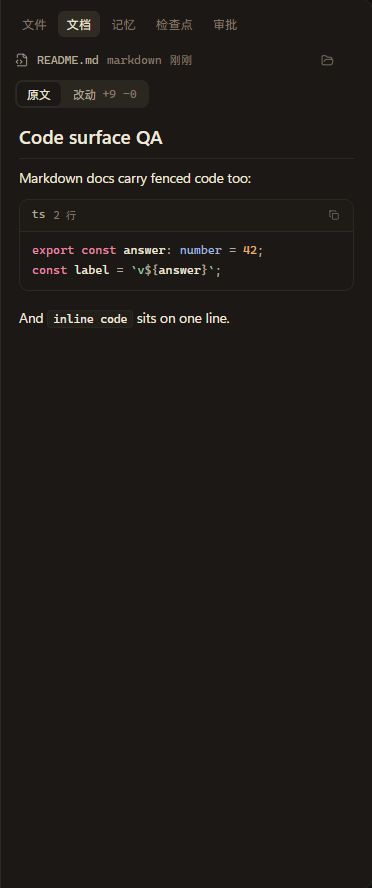 文件 文档 记忆 检查点 审批
README.md markdown 刚刚
原文 改动 +9 −0
Code surface QA
Markdown docs carry fenced code too:
ts 2 行
export const answer: number = 42;
const label = `v${answer}`;
And inline code sits on one line.